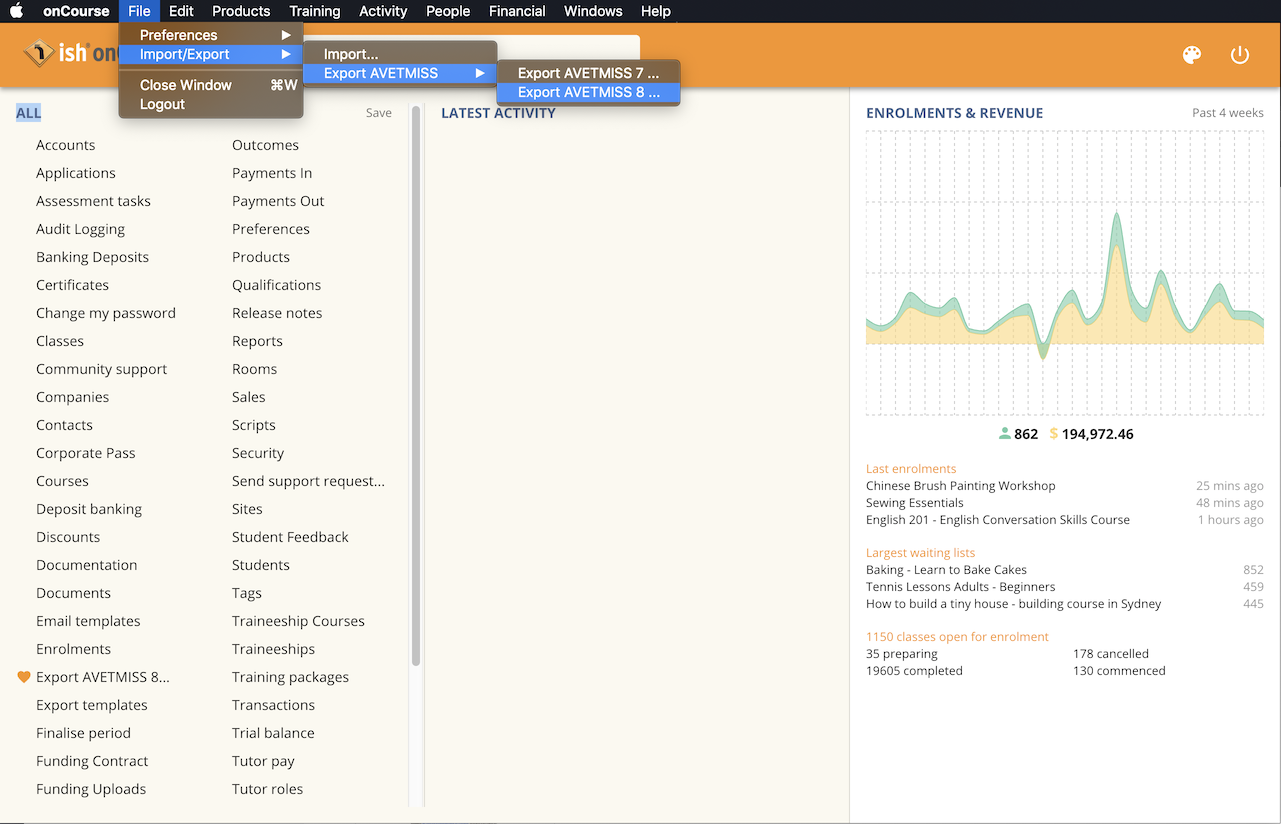 onCourse File Edit Products Training Activity People Financial Windows Help
Preferences
Import/Export
Close Window ⌘W
Logout
Import...
Export AVETMISS
Export AVETMISS 7 ...
Export AVETMISS 8 ...
ish on
ALL Save
Accounts
Applications
Assessment tasks
Audit Logging
Banking Deposits
Certificates
Change my password
Classes
Community support
Companies
Contacts
Corporate Pass
Courses
Deposit banking
Discounts
Documentation
Documents
Email templates
Enrolments
Export AVETMISS 8...
Export templates
Finalise period
Funding Contract
Funding Uploads
Outcomes
Payments In
Payments Out
Preferences
Products
Qualifications
Release notes
Reports
Rooms
Sales
Scripts
Security
Send support request...
Sites
Student Feedback
Students
Tags
Traineeship Courses
Traineeships
Training packages
Transactions
Trial balance
Tutor pay
Tutor roles
LATEST ACTIVITY
ENROLMENTS & REVENUE Past 4 weeks
862 $ 194,972.46
Last enrolments
Chinese Brush Painting Workshop 25 mins ago
Sewing Essentials 48 mins ago
English 201 - English Conversation Skills Course 1 hours ago
Largest waiting lists
Baking - Learn to Bake Cakes 852
Tennis Lessons Adults - Beginners 459
How to build a tiny house - building course in Sydney 445
1150 classes open for enrolment
35 preparing 178 cancelled
19605 completed 130 commenced